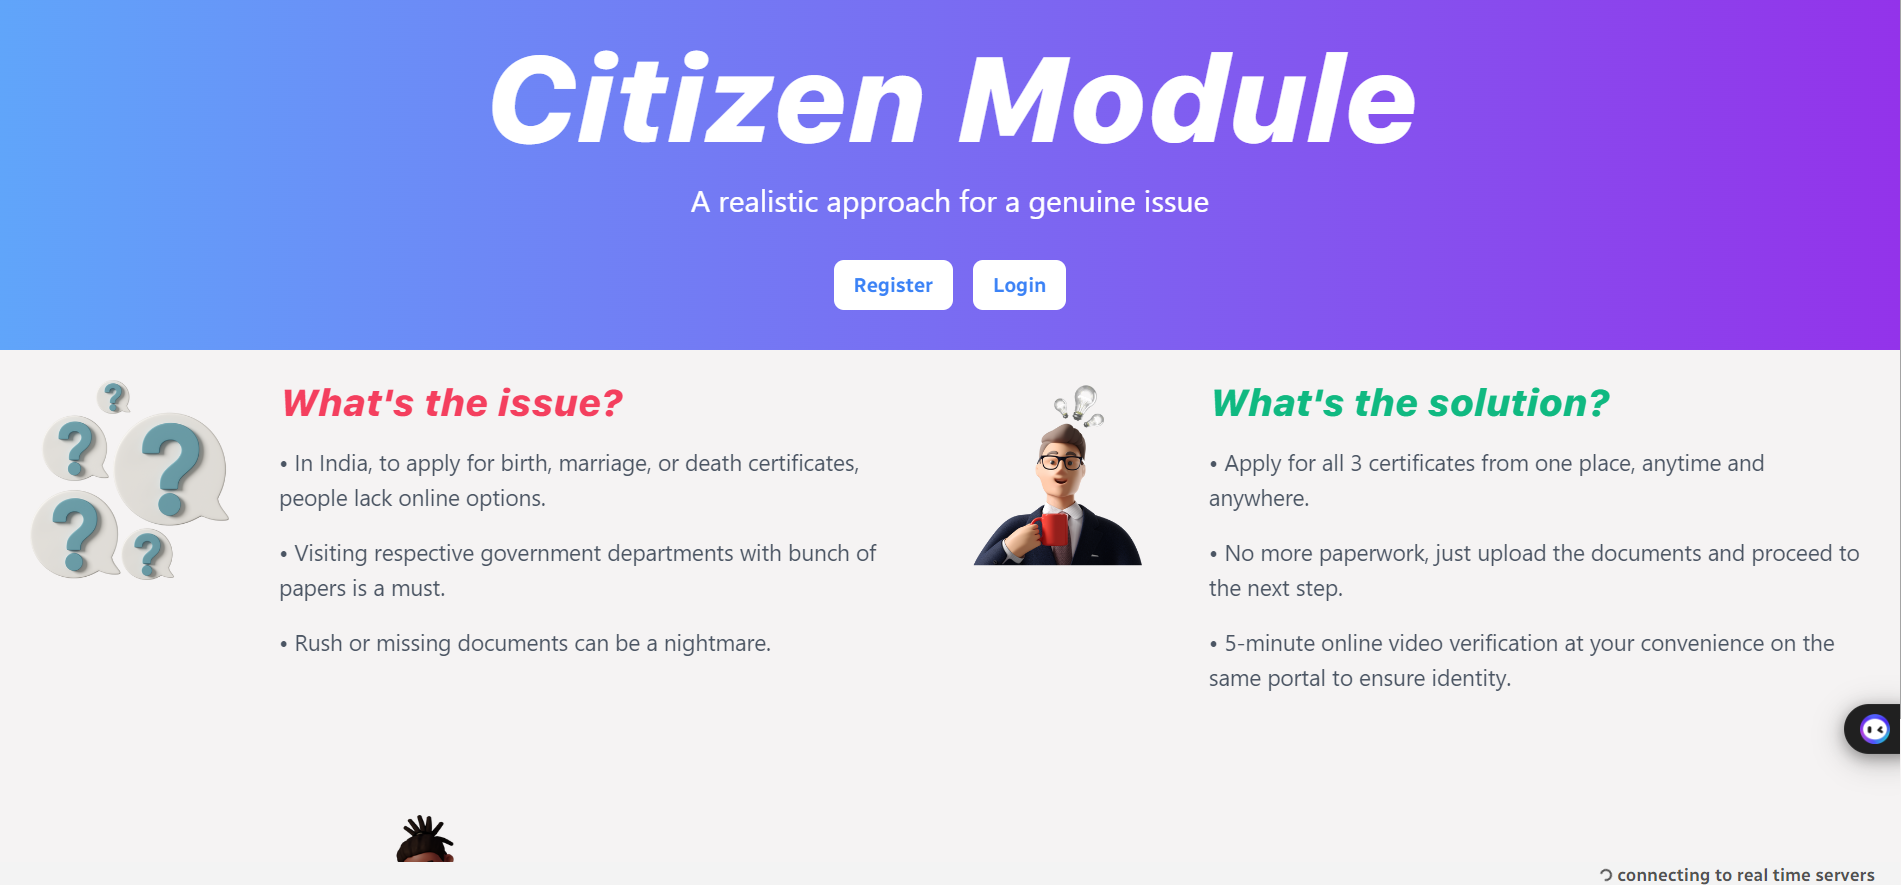 Citizen Module
A realistic approach for a genuine issue
Register
Login
What's the issue?
• In India, to apply for birth, marriage, or death certificates,
people lack online options.
• Visiting respective government departments with bunch of
papers is a must.
• Rush or missing documents can be a nightmare.
What's the solution?
• Apply for all 3 certificates from one place, anytime and
anywhere.
• No more paperwork, just upload the documents and proceed to
the next step.
• 5-minute online video verification at your convenience on the
same portal to ensure identity.
connecting to real time servers